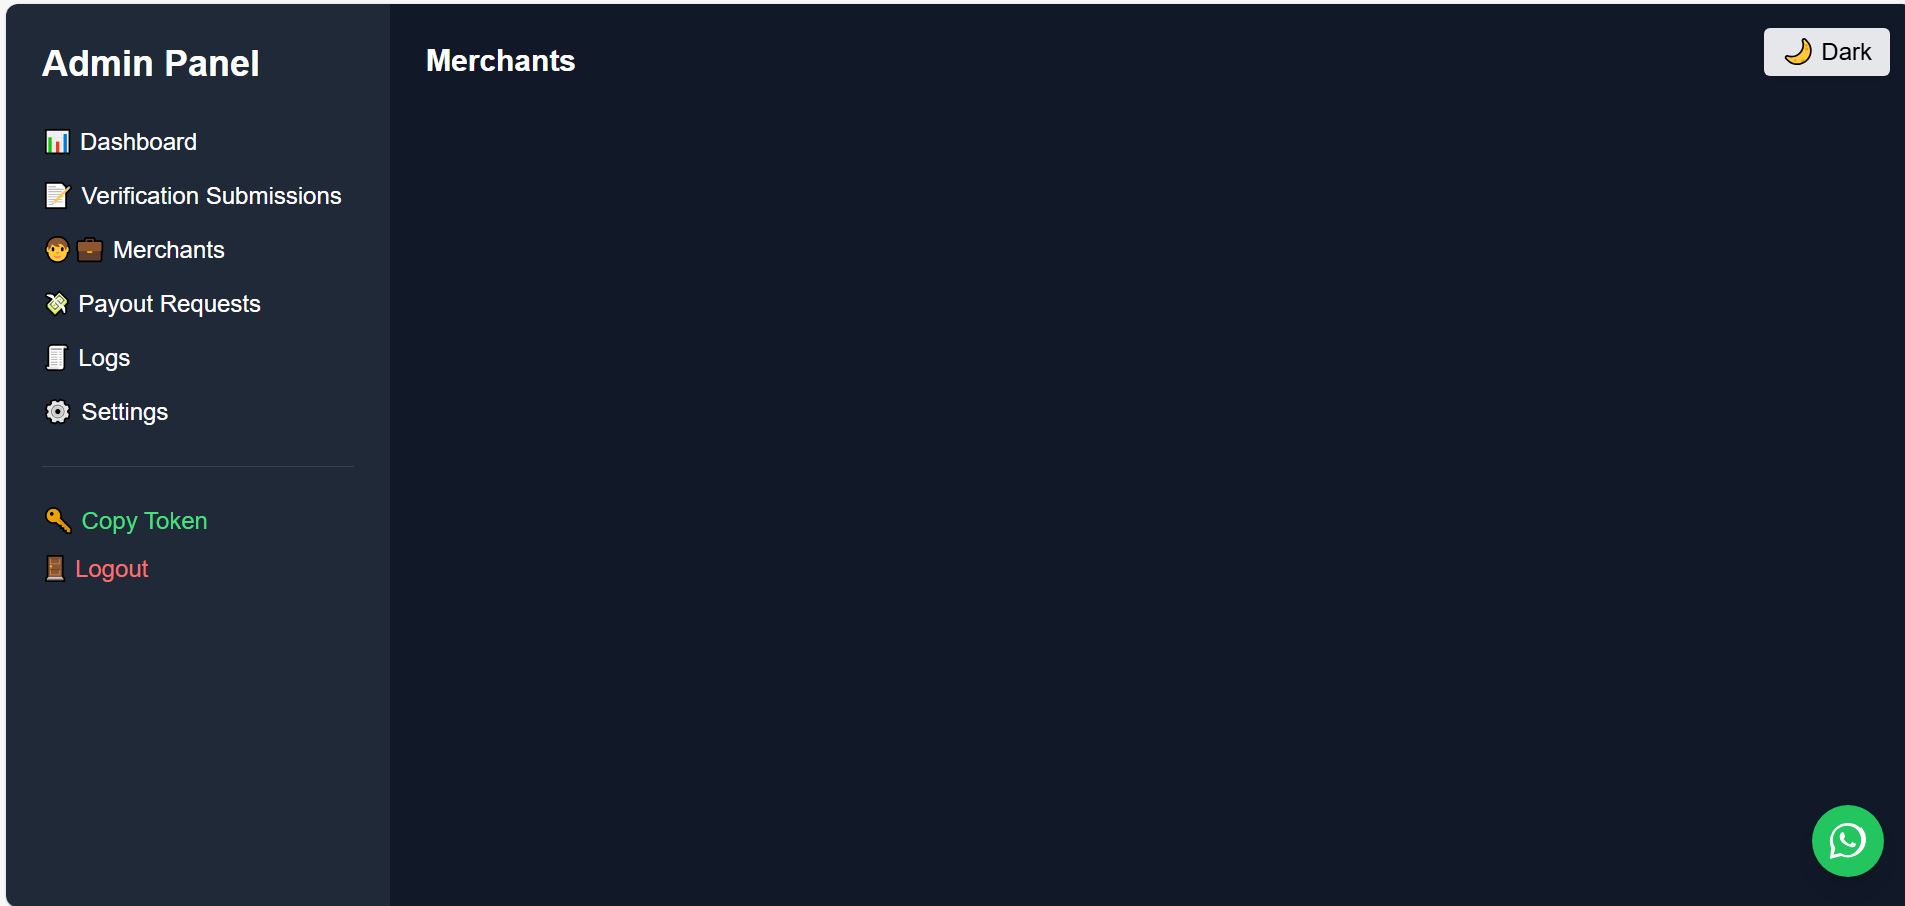 Admin Panel
Dashboard
Verification Submissions
Merchants
Payout Requests
Logs
Settings
Copy Token
Logout
Merchants
Dark